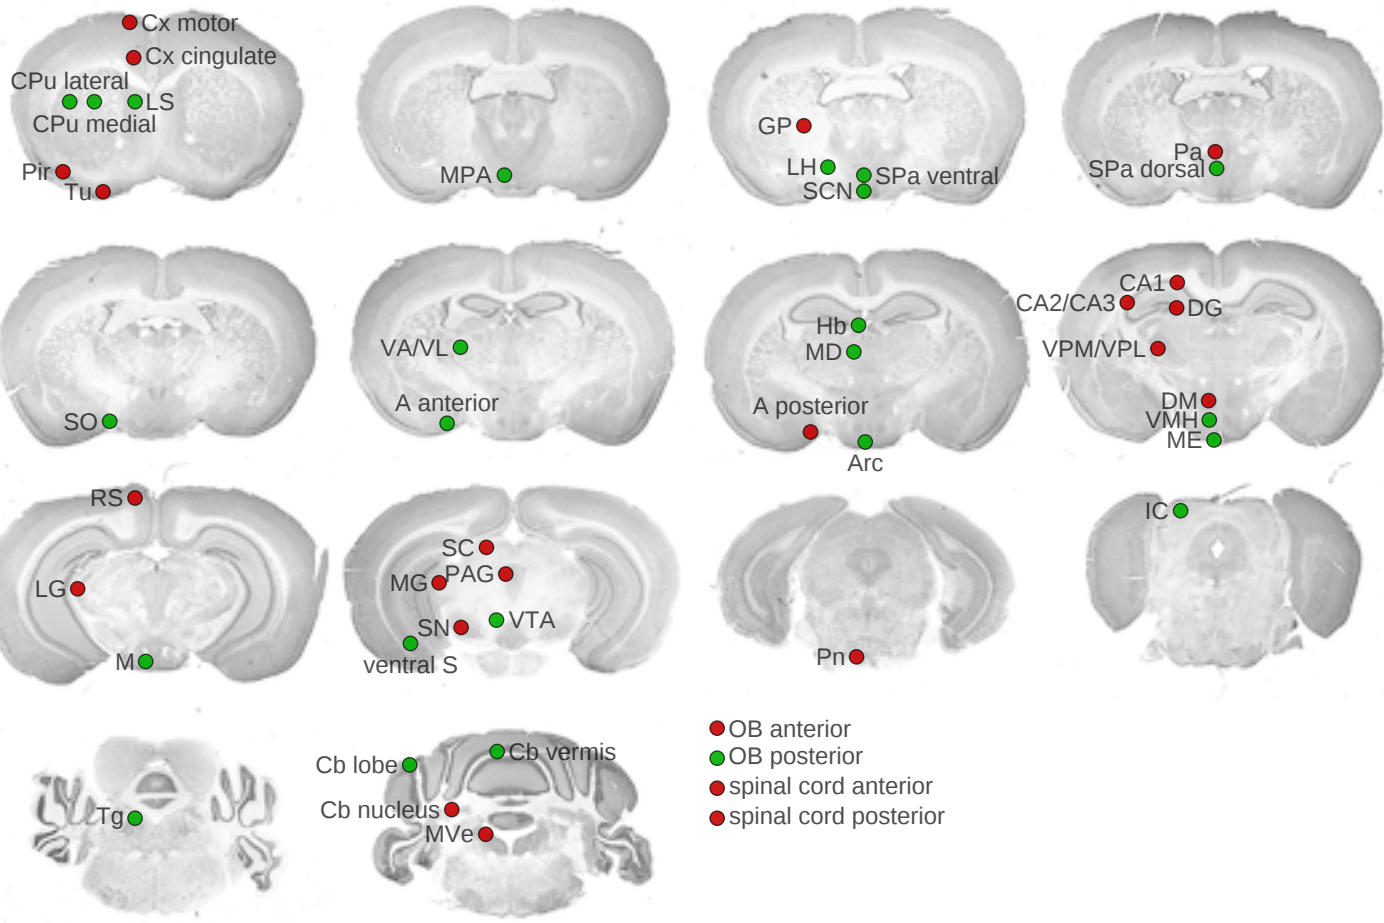 Cx motor
Cx cingulate
CPu lateral
LS
CPu medial
Pir
Tu
MPA
GP
LH
SPa ventral
SCN
Pa
SPa dorsal
SO
VA/VL
A anterior
Hb
MD
A posterior
Arc
CA1
CA2/CA3
DG
VPM/VPL
DM
VMH
ME
RS
LG
M
SC
MG
PAG
SN
VTA
ventral S
Pn
IC
Tg
Cb lobe
Cb vermis
Cb nucleus
MVe
OB anterior
OB posterior
spinal cord anterior
spinal cord posterior